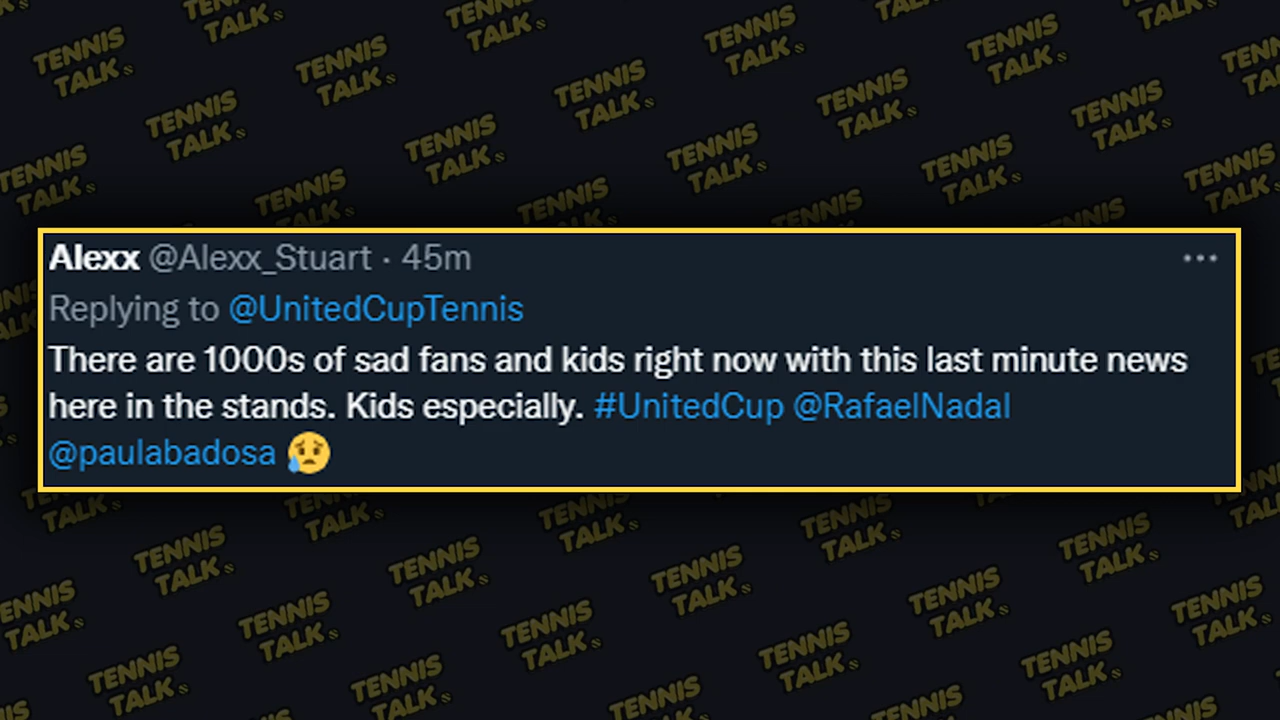 Alexx @Alexx_Stuart · 45m
Replying to @UnitedCupTennis
There are 1000s of sad fans and kids right now with this last minute news
here in the stands. Kids especially. #UnitedCup @RafaelNadal
@paulabadosa 😥
TENNIS
TALK